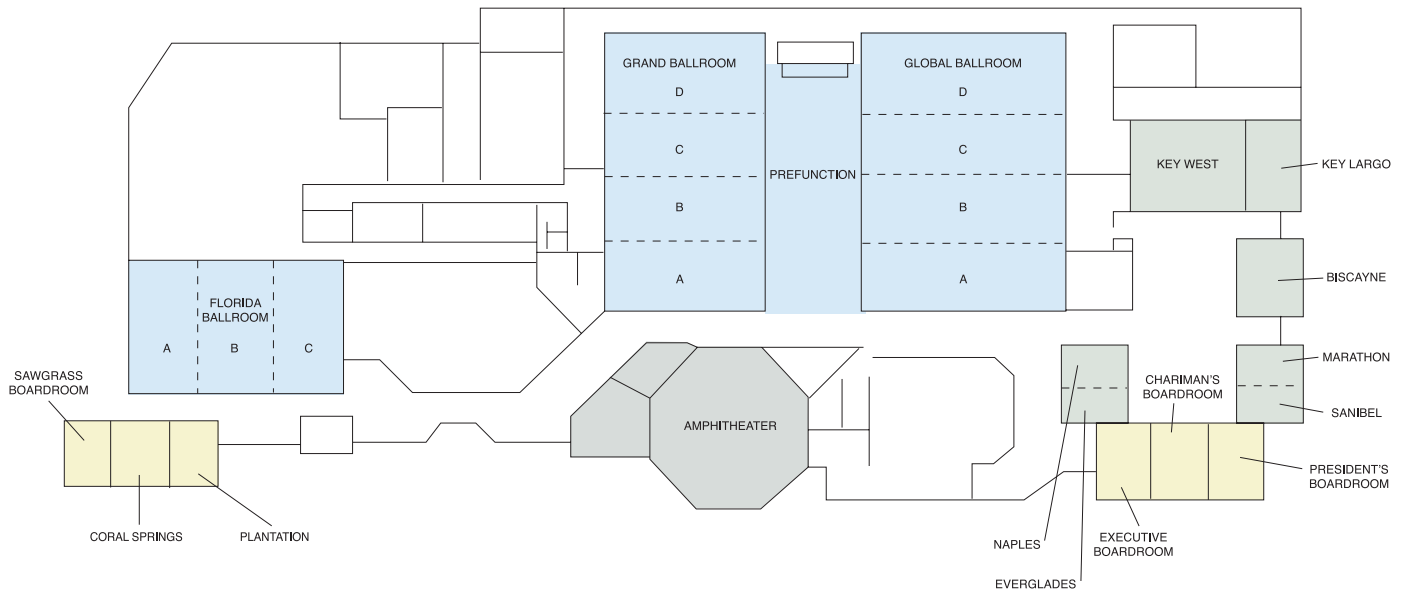 GRAND BALLROOM
D
C
B
A
PREFUNCTION
GLOBAL BALLROOM
D
C
B
A
KEY WEST
KEY LARGO
BISCAYNE
MARATHON
SANIBEL
CHARIMAN'S
BOARDROOM
PRESIDENT'S
BOARDROOM
EXECUTIVE
BOARDROOM
NAPLES
EVERGLADES
AMPHITHEATER
FLORIDA
BALLROOM
A
B
C
SAWGRASS
BOARDROOM
CORAL SPRINGS
PLANTATION